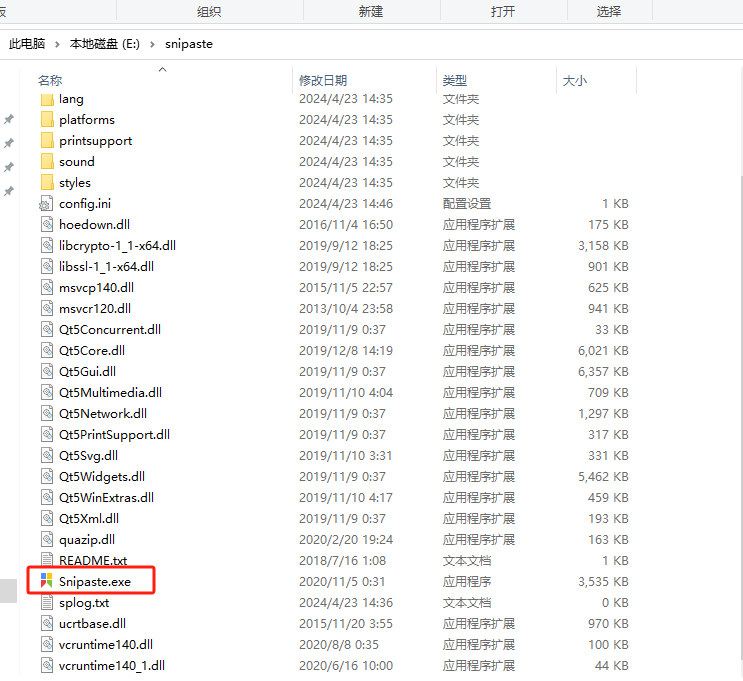 组织 新建 打开 选择
此电脑 › 本地磁盘 (E:) › snipaste
名称 修改日期 类型 大小
lang 2024/4/23 14:35 文件夹
platforms 2024/4/23 14:35 文件夹
printsupport 2024/4/23 14:35 文件夹
sound 2024/4/23 14:35 文件夹
styles 2024/4/23 14:35 文件夹
config.ini 2024/4/23 14:46 配置设置 1 KB
hoedown.dll 2016/11/4 16:50 应用程序扩展 175 KB
libcrypto-1_1-x64.dll 2019/9/12 18:25 应用程序扩展 3,158 KB
libssl-1_1-x64.dll 2019/9/12 18:25 应用程序扩展 901 KB
msvcp140.dll 2015/11/5 22:57 应用程序扩展 625 KB
msvcr120.dll 2013/10/4 23:58 应用程序扩展 941 KB
Qt5Concurrent.dll 2019/11/9 0:37 应用程序扩展 33 KB
Qt5Core.dll 2019/12/8 14:19 应用程序扩展 6,021 KB
Qt5Gui.dll 2019/11/9 0:37 应用程序扩展 6,357 KB
Qt5Multimedia.dll 2019/11/10 4:04 应用程序扩展 709 KB
Qt5Network.dll 2019/11/9 0:37 应用程序扩展 1,297 KB
Qt5PrintSupport.dll 2019/11/9 0:37 应用程序扩展 317 KB
Qt5Svg.dll 2019/11/10 3:31 应用程序扩展 331 KB
Qt5Widgets.dll 2019/11/9 0:37 应用程序扩展 5,462 KB
Qt5WinExtras.dll 2019/11/10 4:17 应用程序扩展 459 KB
Qt5Xml.dll 2019/11/9 0:37 应用程序扩展 193 KB
quazip.dll 2020/2/20 19:24 应用程序扩展 163 KB
README.txt 2018/7/16 1:08 文本文档 1 KB
Snipaste.exe 2020/11/5 0:31 应用程序 3,535 KB
splog.txt 2024/4/23 14:36 文本文档 0 KB
ucrtbase.dll 2015/11/20 3:55 应用程序扩展 970 KB
vcruntime140.dll 2020/8/8 0:35 应用程序扩展 100 KB
vcruntime140_1.dll 2020/6/16 10:00 应用程序扩展 44 KB